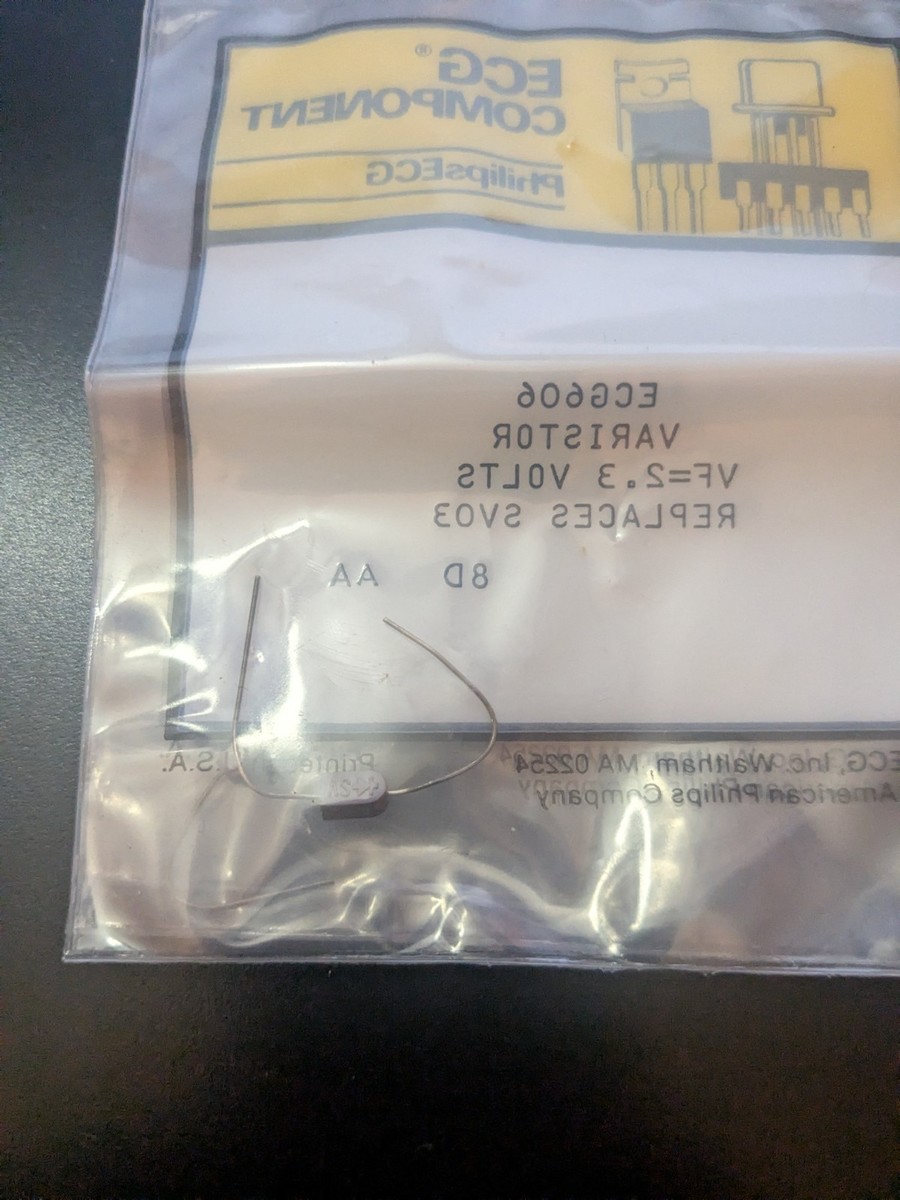 ECG®
COMPONENT
PhilipsECG
ECG606
VARISTOR
VF=2.3 VOLTS
REPLACES SV03
8D AA
ECG, Inc. Waltham, MA 02254
American Philips Company
Printed
U.S.A.